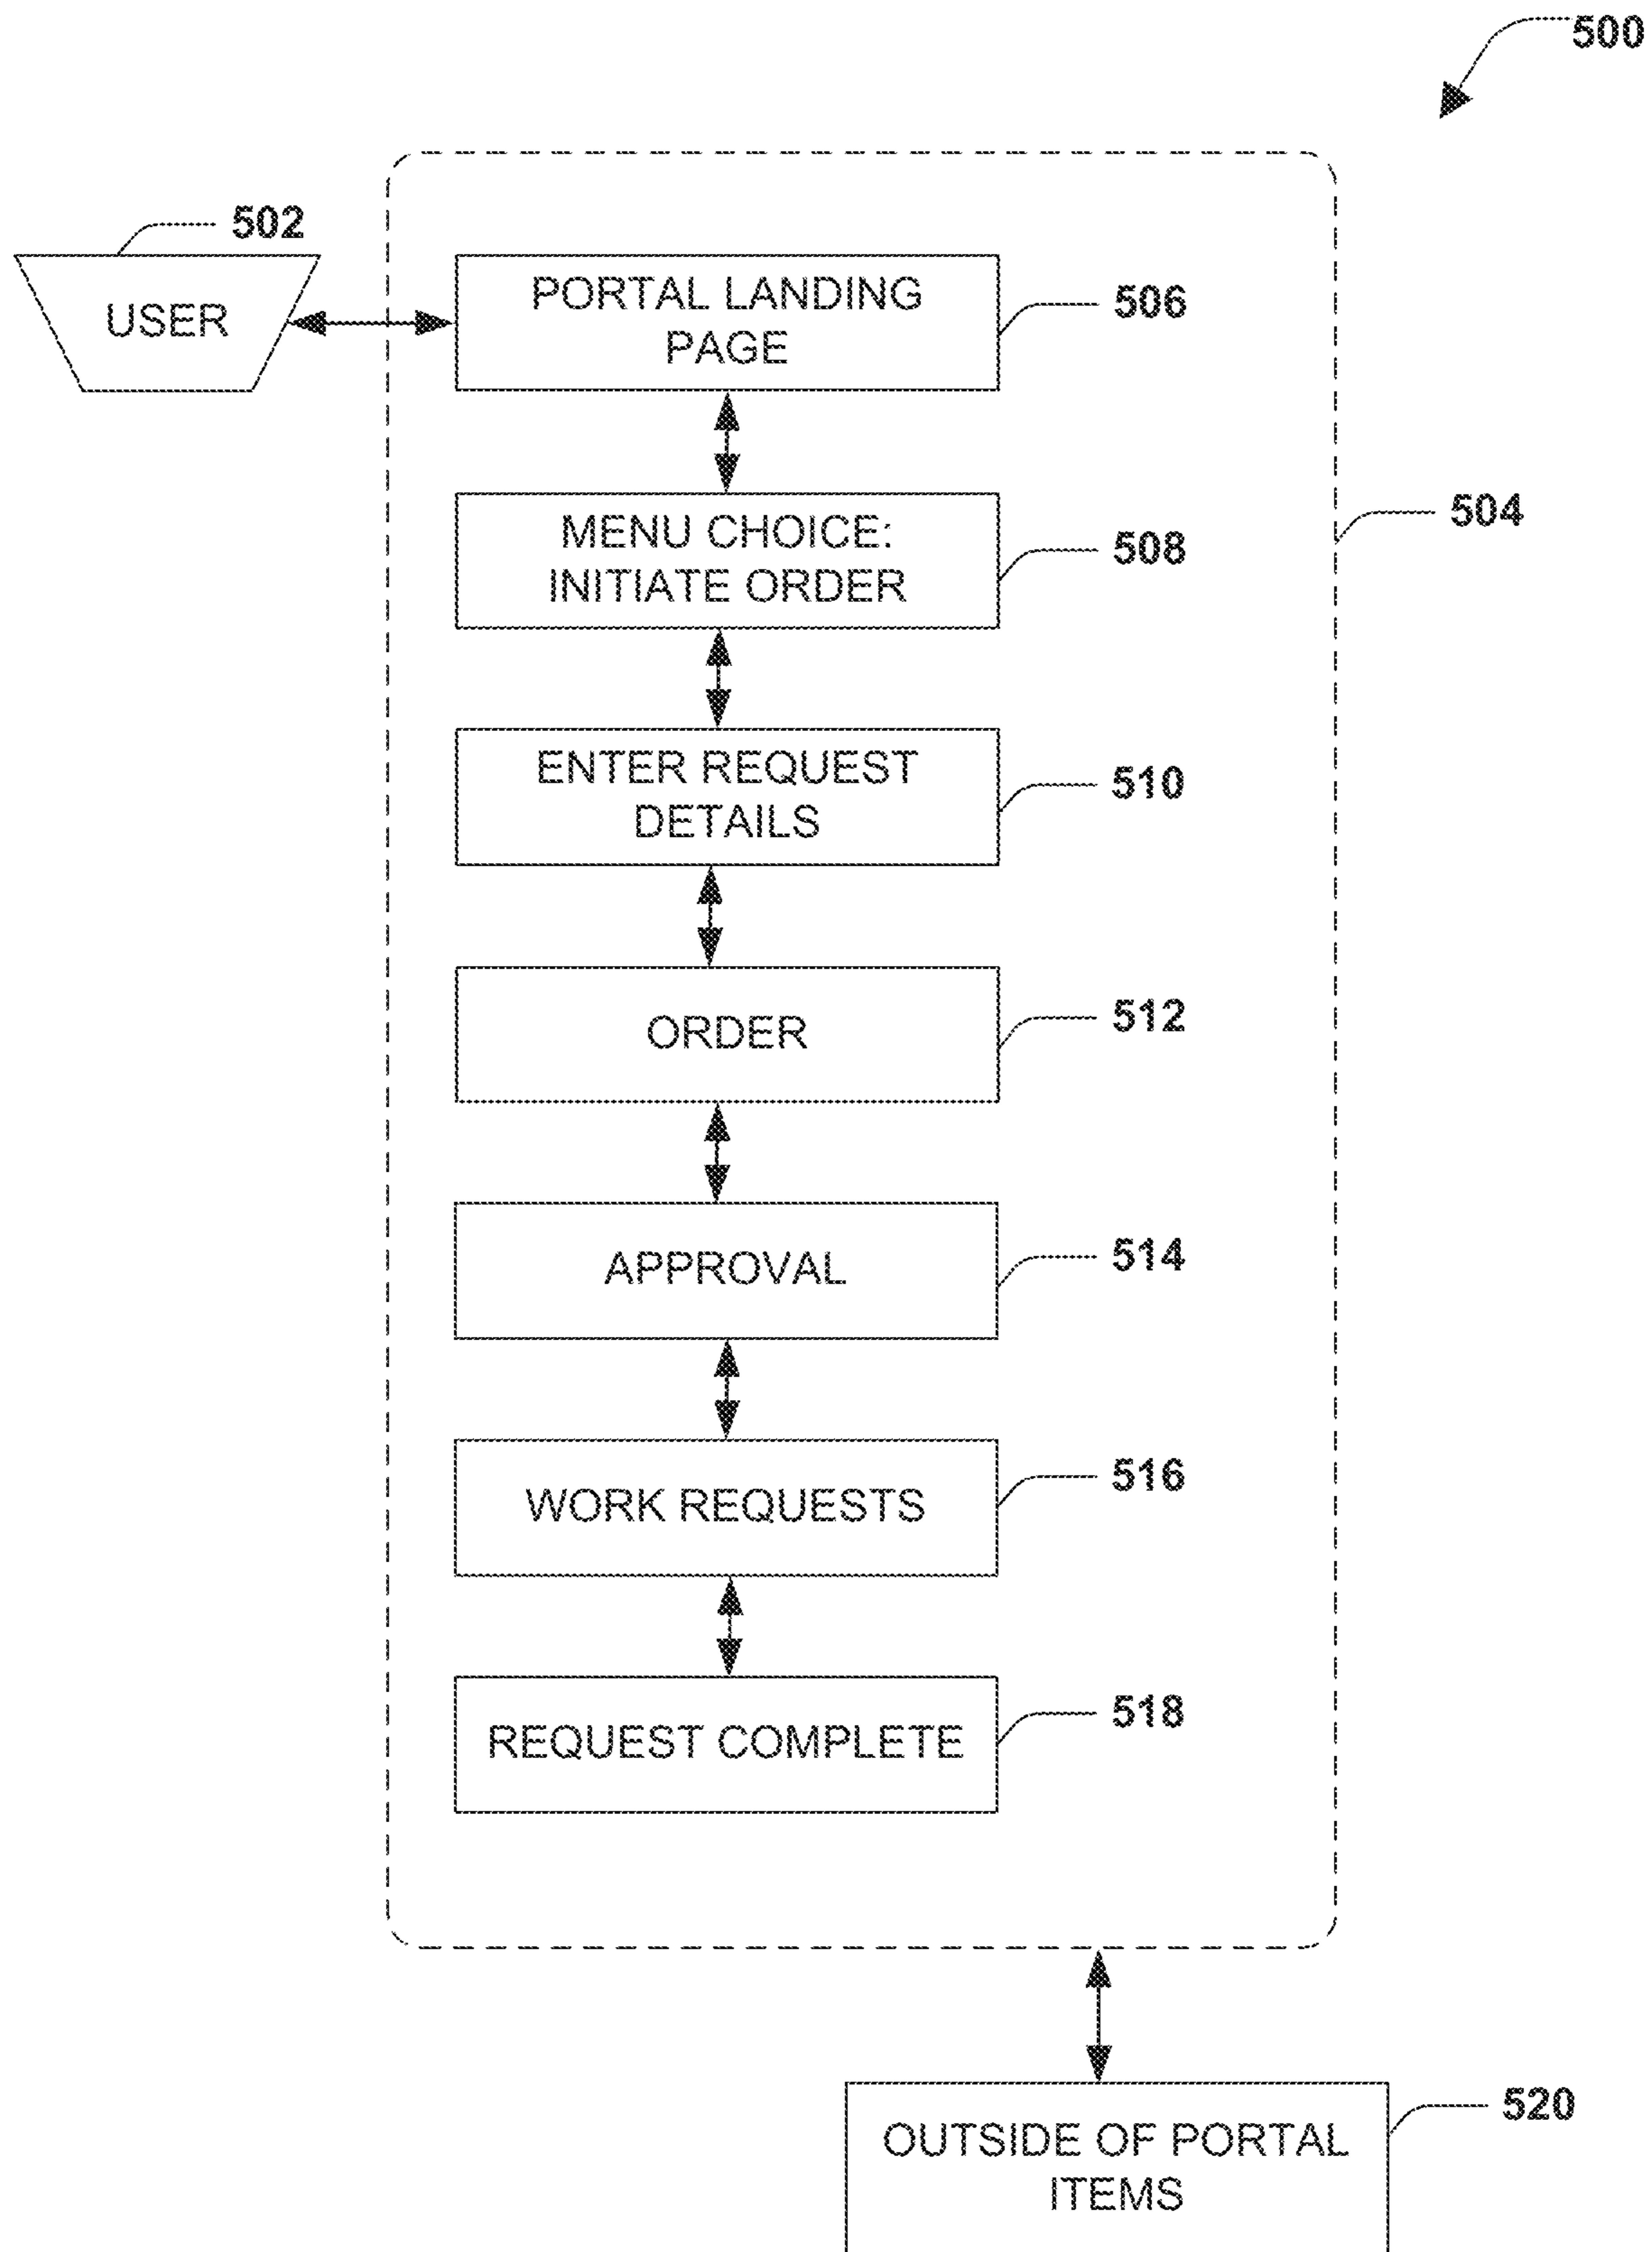 500
502
USER
PORTAL LANDING
PAGE
506
MENU CHOICE:
INITIATE ORDER
508
504
ENTER REQUEST
DETAILS
510
ORDER
512
APPROVAL
514
WORK REQUESTS
516
REQUEST COMPLETE
518
OUTSIDE OF PORTAL
ITEMS
520